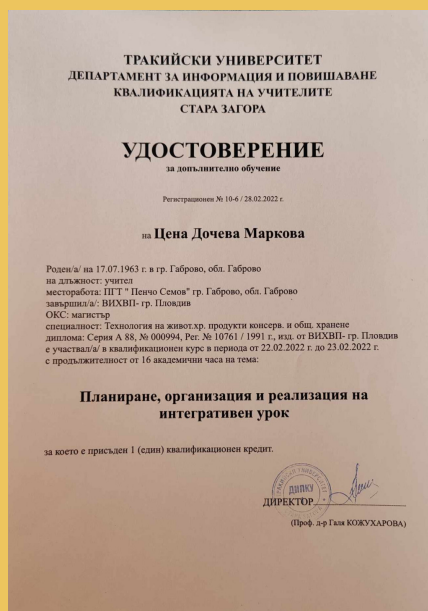 ТРАКИЙСКИ УНИВЕРСИТЕТ
ДЕПАРТАМЕНТ ЗА ИНФОРМАЦИЯ И ПОВИШАВАНЕ
КВАЛИФИКАЦИЯТА НА УЧИТЕЛИТЕ
СТАРА ЗАГОРА
УДОСТОВЕРЕНИЕ
за допълнително обучение
Регистрационен № 10-6 / 28.02.2022 г.
на Цена Дочева Маркова
Роден/а/ на 17.07.1963 г. в гр. Габрово, обл. Габрово
на длъжност: учител
месторабота: ПГТ " Пенчо Семов" гр. Габрово, обл. Габрово
завършил/а/: ВИХВП- гр. Пловдив
ОКС: магистър
специалност: Технология на живот.хр. продукти консерв. и общ. хранене
диплома: Серия А 88, № 000994, Рег. № 10761 / 1991 г., изд. от ВИХВП- гр. Пловдив
е участвал/а/ в квалификационен курс в периода от 22.02.2022 г. до 23.02.2022 г.
с продължителност от 16 академични часа на тема:
Планиране, организация и реализация на
интегративен урок
за което е присъден 1 (един) квалификационен кредит.
ДИПКУ
ДИРЕКТОР
(Проф. д-р Галя КОЖУХАРОВА)